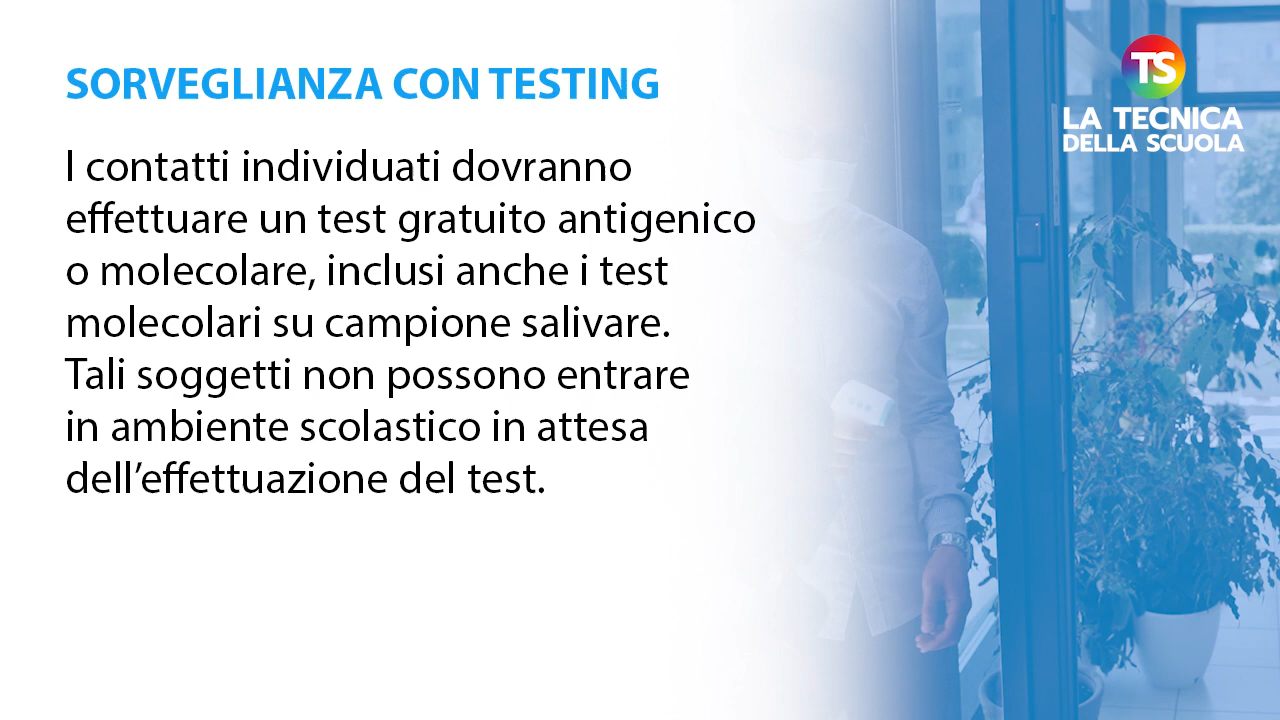 SORVEGLIANZA CON TESTING
I contatti individuati dovranno
effettuare un test gratuito antigenico
o molecolare, inclusi anche i test
molecolari su campione salivare.
Tali soggetti non possono entrare
in ambiente scolastico in attesa
dell’effettuazione del test.
TS
LA TECNICA
DELLA SCUOLA